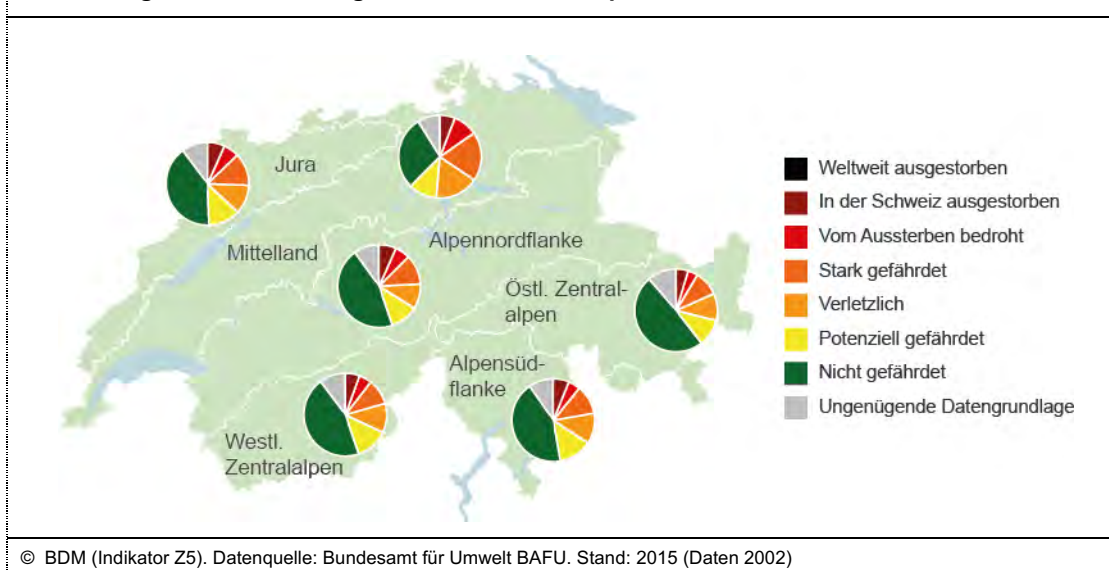 Jura
Mittelland
Alpennordflanke
Östl. Zentral-
alpen
Alpensüd-
flanke
Westl.
Zentralalpen
Weltweit ausgestorben
In der Schweiz ausgestorben
Vom Aussterben bedroht
Stark gefährdet
Verletzlich
Potenziell gefährdet
Nicht gefährdet
Ungenügende Datengrundlage
© BDM (Indikator Z5). Datenquelle: Bundesamt für Umwelt BAFU. Stand: 2015 (Daten 2002)